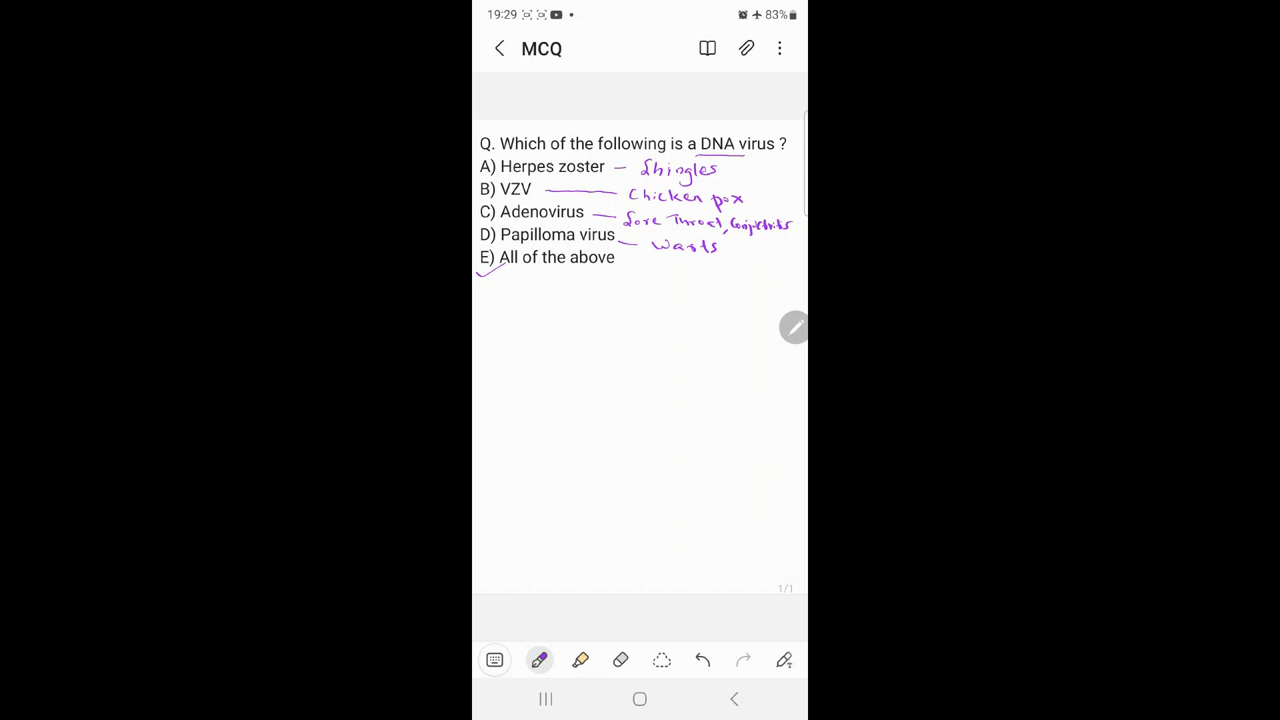 19:29 83%
MCQ
Q. Which of the following is a DNA virus ?
A) Herpes zoster – Shingles
B) VZV — Chicken pox
C) Adenovirus — Sore Throat,
D) Papilloma virus — Warts
E) All of the above
1/1